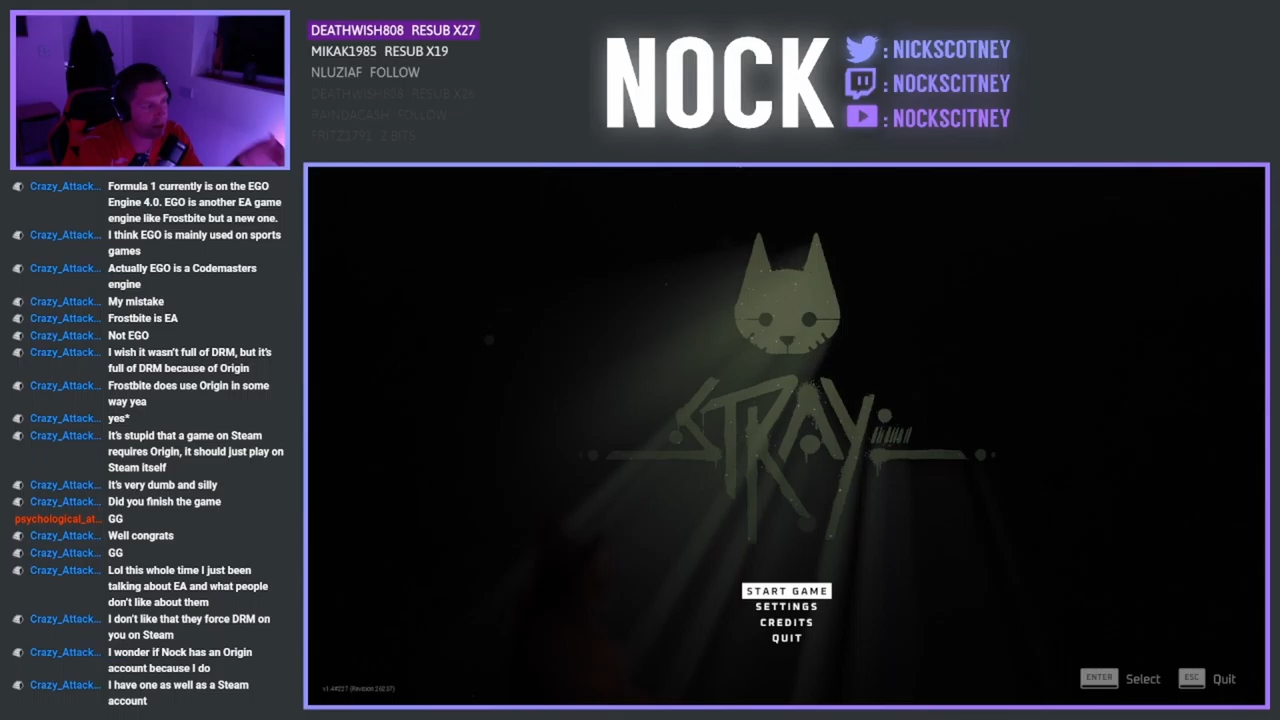 DEATHWISH808 RESUB X27
MIKAK1985 RESUB X19
NLUZIAF FOLLOW
DEATHWISH808 RESUB X26
RAINDACASH FOLLOW
FRITZ1791 2 BITS
NOCK
: NICKSCOTNEY
: NOCKSCITNEY
: NOCKSCITNEY
Crazy_Attack... Formula 1 currently is on the EGO
Engine 4.0. EGO is another EA game
engine like Frostbite but a new one.
Crazy_Attack... I think EGO is mainly used on sports
games
Crazy_Attack... Actually EGO is a Codemasters
engine
Crazy_Attack... My mistake
Crazy_Attack... Frostbite is EA
Crazy_Attack... Not EGO
Crazy_Attack... I wish it wasn't full of DRM, but it's
full of DRM because of Origin
Crazy_Attack... Frostbite does use Origin in some
way yea
Crazy_Attack... yes*
Crazy_Attack... It's stupid that a game on Steam
requires Origin, it should just play on
Steam itself
Crazy_Attack... It's very dumb and silly
Crazy_Attack... Did you finish the game
psychological_at... GG
Crazy_Attack... Well congrats
Crazy_Attack... GG
Crazy_Attack... Lol this whole time I just been
talking about EA and what people
don't like about them
Crazy_Attack... I don't like that they force DRM on
you on Steam
Crazy_Attack... I wonder if Nock has an Origin
account because I do
Crazy_Attack... I have one as well as a Steam
account
STRAY
START GAME
SETTINGS
CREDITS
QUIT
ENTER Select ESC Quit